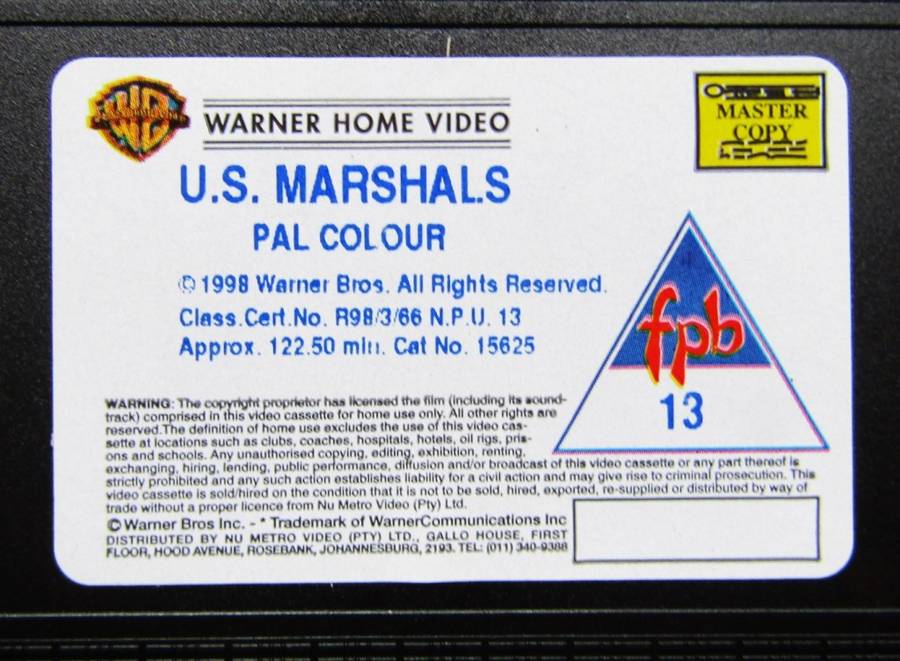 WARNER HOME VIDEO
MASTER
COPY
U.S. MARSHALS
PAL COLOUR
© 1998 Warner Bros. All Rights Reserved.
Class.Cert.No. R98/3/66 N.P.U. 13
Approx. 122.50 min. Cat No. 15625
fpb
13
WARNING: The copyright proprietor has licensed the film (including its sound-
track) comprised in this video cassette for home use only. All other rights are
reserved.The definition of home use excludes the use of this video cas-
sette at locations such as clubs, coaches, hospitals, hotels, oil rigs, pris-
ons and schools. Any unauthorised copying, editing, exhibition, renting,
exchanging, hiring, lending, public performance, diffusion and/or broadcast of this video cassette or any part thereof is
strictly prohibited and any such action establishes liability for a civil action and may give rise to criminal prosecution. This
video cassette is sold/hired on the condition that it is not to be sold, hired, exported, re-supplied or distributed by way of
trade without a proper licence from Nu Metro Video (Pty) Ltd.
© Warner Bros Inc. - * Trademark of WarnerCommunications Inc
DISTRIBUTED BY NU METRO VIDEO (PTY) LTD., GALLO HOUSE, FIRST
FLOOR, HOOD AVENUE, ROSEBANK, JOHANNESBURG, 2193. TEL: (011) 340-9388